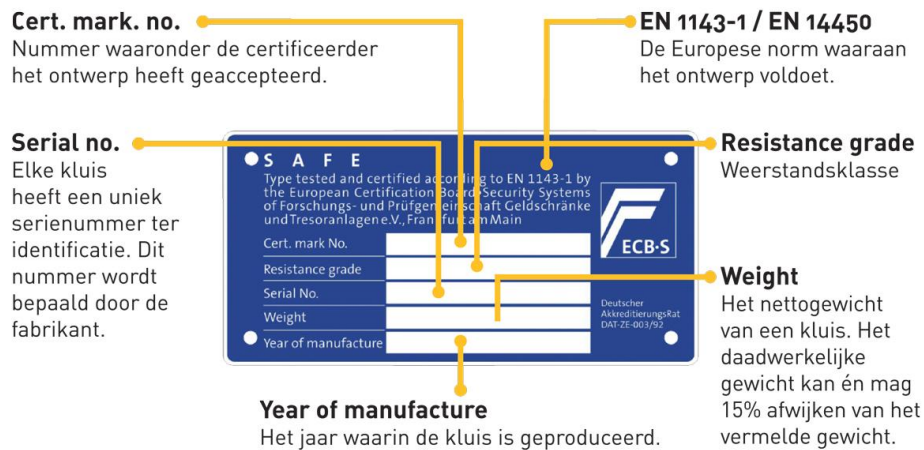 Cert. mark. no.
Nummer waaronder de certificeerder
het ontwerp heeft geaccepteerd.
EN 1143-1 / EN 14450
De Europese norm waaraan
het ontwerp voldoet.
Serial no.
Elke kluis
heeft een uniek
serienummer ter
identificatie. Dit
nummer wordt
bepaald door de
fabrikant.
S A F E
Type tested and certified according to EN 1143-1 by
the European Certification Board-Security Systems
of Forschungs- und Prüfgemeinschaft Geldschränke
und Tresoranlagen e.V., Frankfurt am Main
Cert. mark No.
Resistance grade
Serial No.
Weight
Year of manufacture
ECB·S
Deutscher
AkkreditierungsRat
DAT-ZE-003/92
Resistance grade
Weerstandsklasse
Weight
Het nettogewicht
van een kluis. Het
daadwerkelijke
gewicht kan én mag
15% afwijken van het
vermelde gewicht.
Year of manufacture
Het jaar waarin de kluis is geproduceerd.